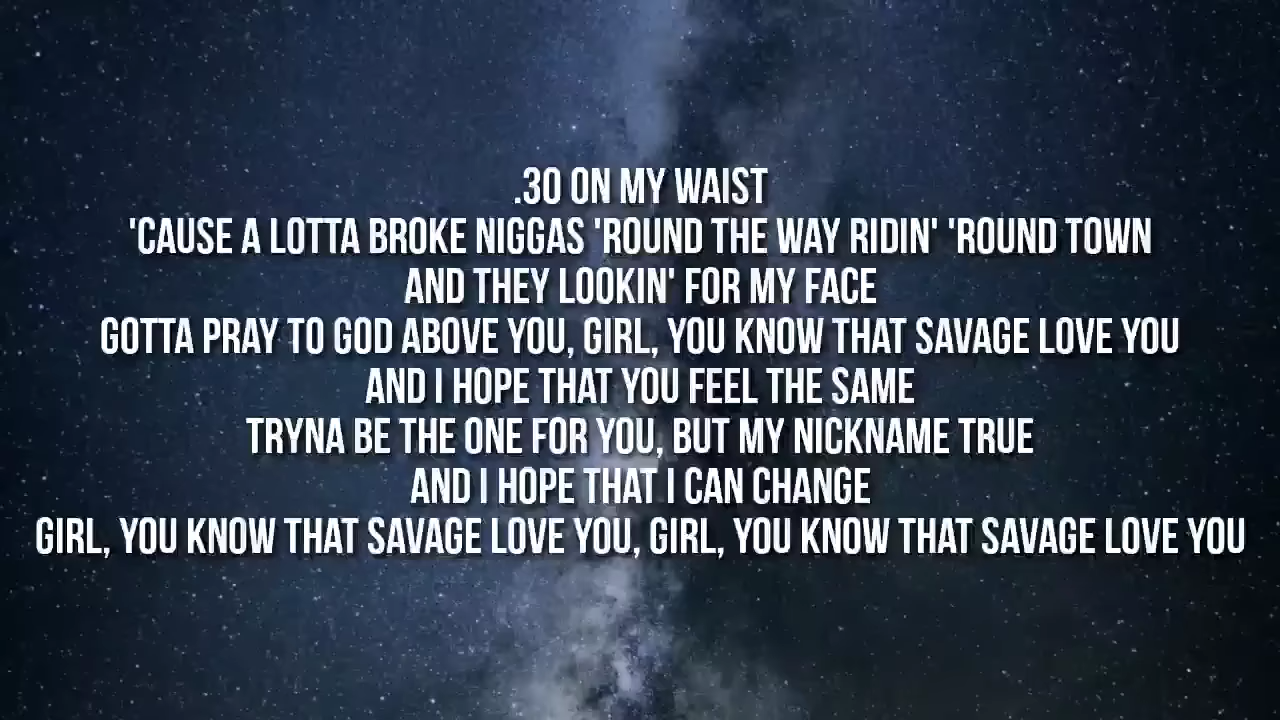 .30 ON MY WAIST
'CAUSE A LOTTA BROKE NIGGAS 'ROUND THE WAY RIDIN' 'ROUND TOWN
AND THEY LOOKIN' FOR MY FACE
GOTTA PRAY TO GOD ABOVE YOU, GIRL, YOU KNOW THAT SAVAGE LOVE YOU
AND I HOPE THAT YOU FEEL THE SAME
TRYNA BE THE ONE FOR YOU, BUT MY NICKNAME TRUE
AND I HOPE THAT I CAN CHANGE
GIRL, YOU KNOW THAT SAVAGE LOVE YOU, GIRL, YOU KNOW THAT SAVAGE LOVE YOU